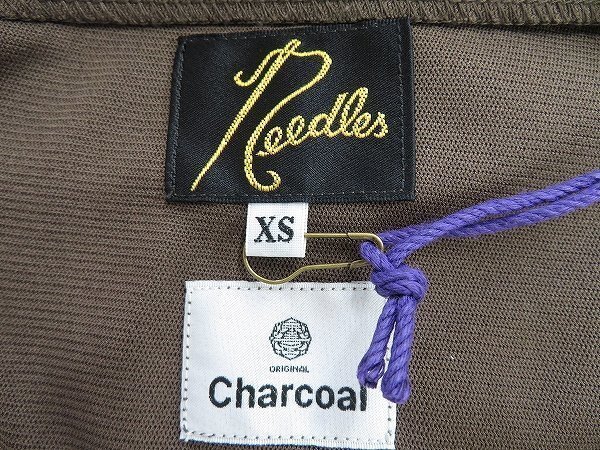 Needles
XS
ORIGINAL
Charcoal